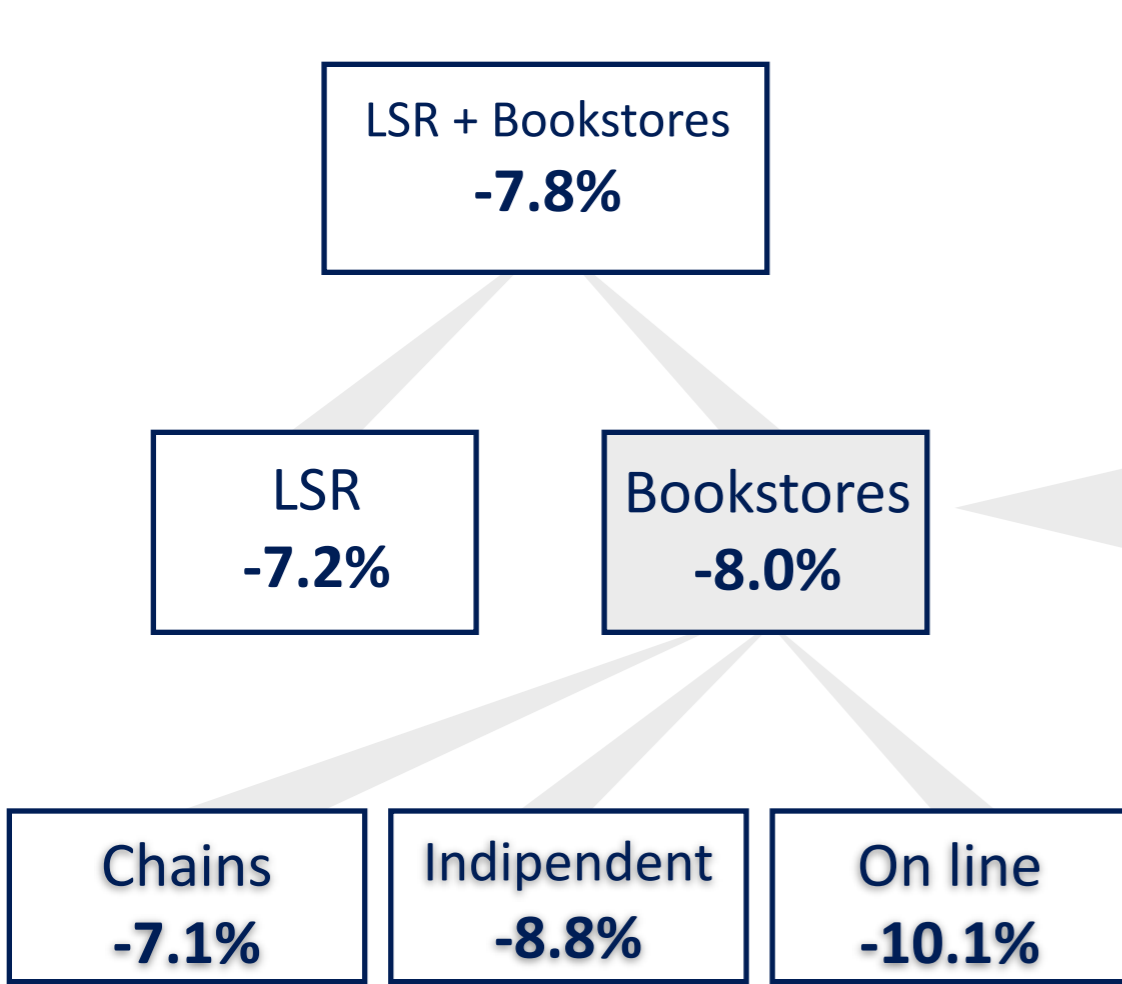 LSR + Bookstores
-7.8%
LSR
-7.2%
Bookstores
-8.0%
Chains
-7.1%
Indipendent
-8.8%
On line
-10.1%